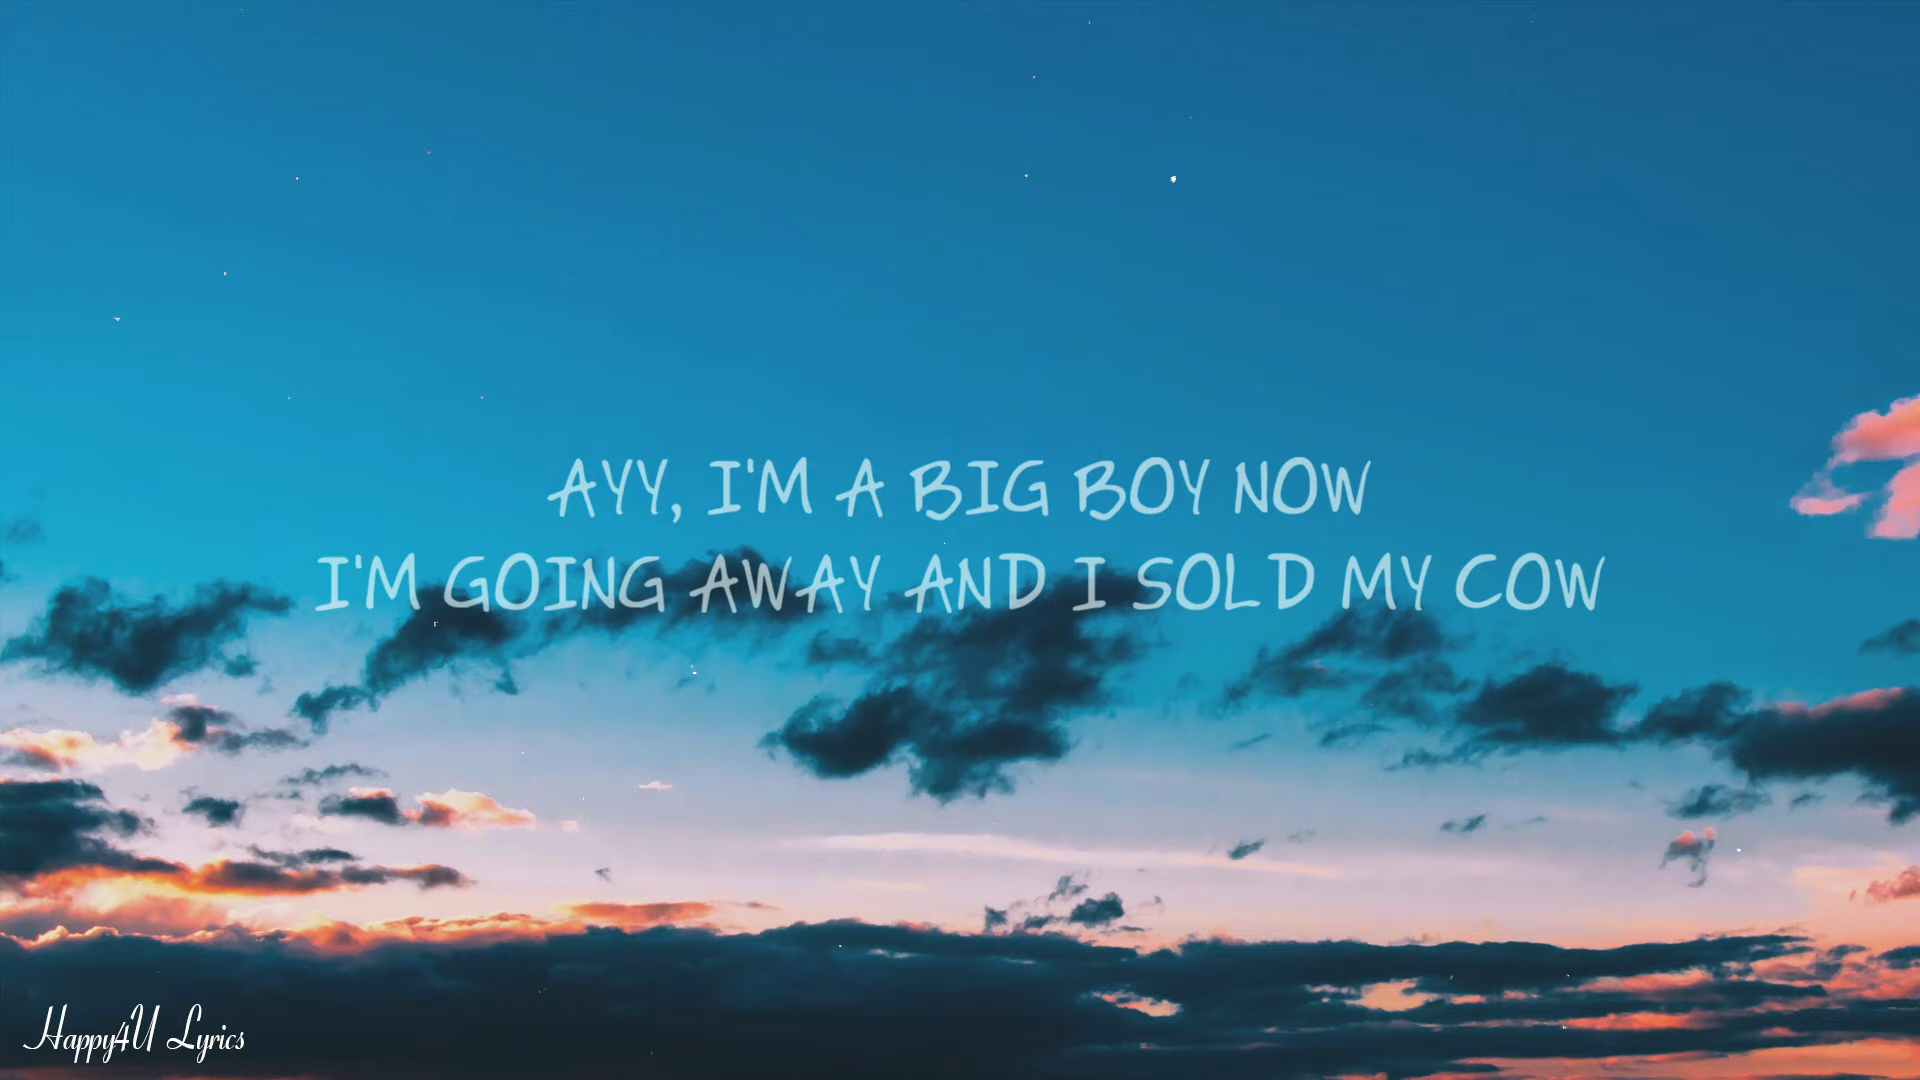 AYY, I'M A BIG BOY NOW
I'M GOING AWAY AND I SOLD MY COW
Happy4U Lyrics